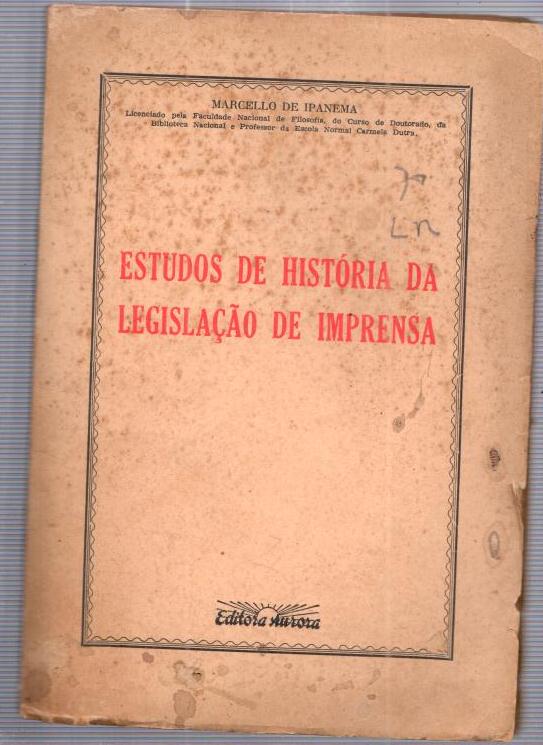 MARCELLO DE IPANEMA
Licenciado pela Faculdade Nacional de Filosofia, do Curso de Doutorado, da
Biblioteca Nacional e Professor da Escola Normal Carmela Dutra.
ESTUDOS DE HISTÓRIA DA
LEGISLAÇÃO DE IMPRENSA
Editora Aurora